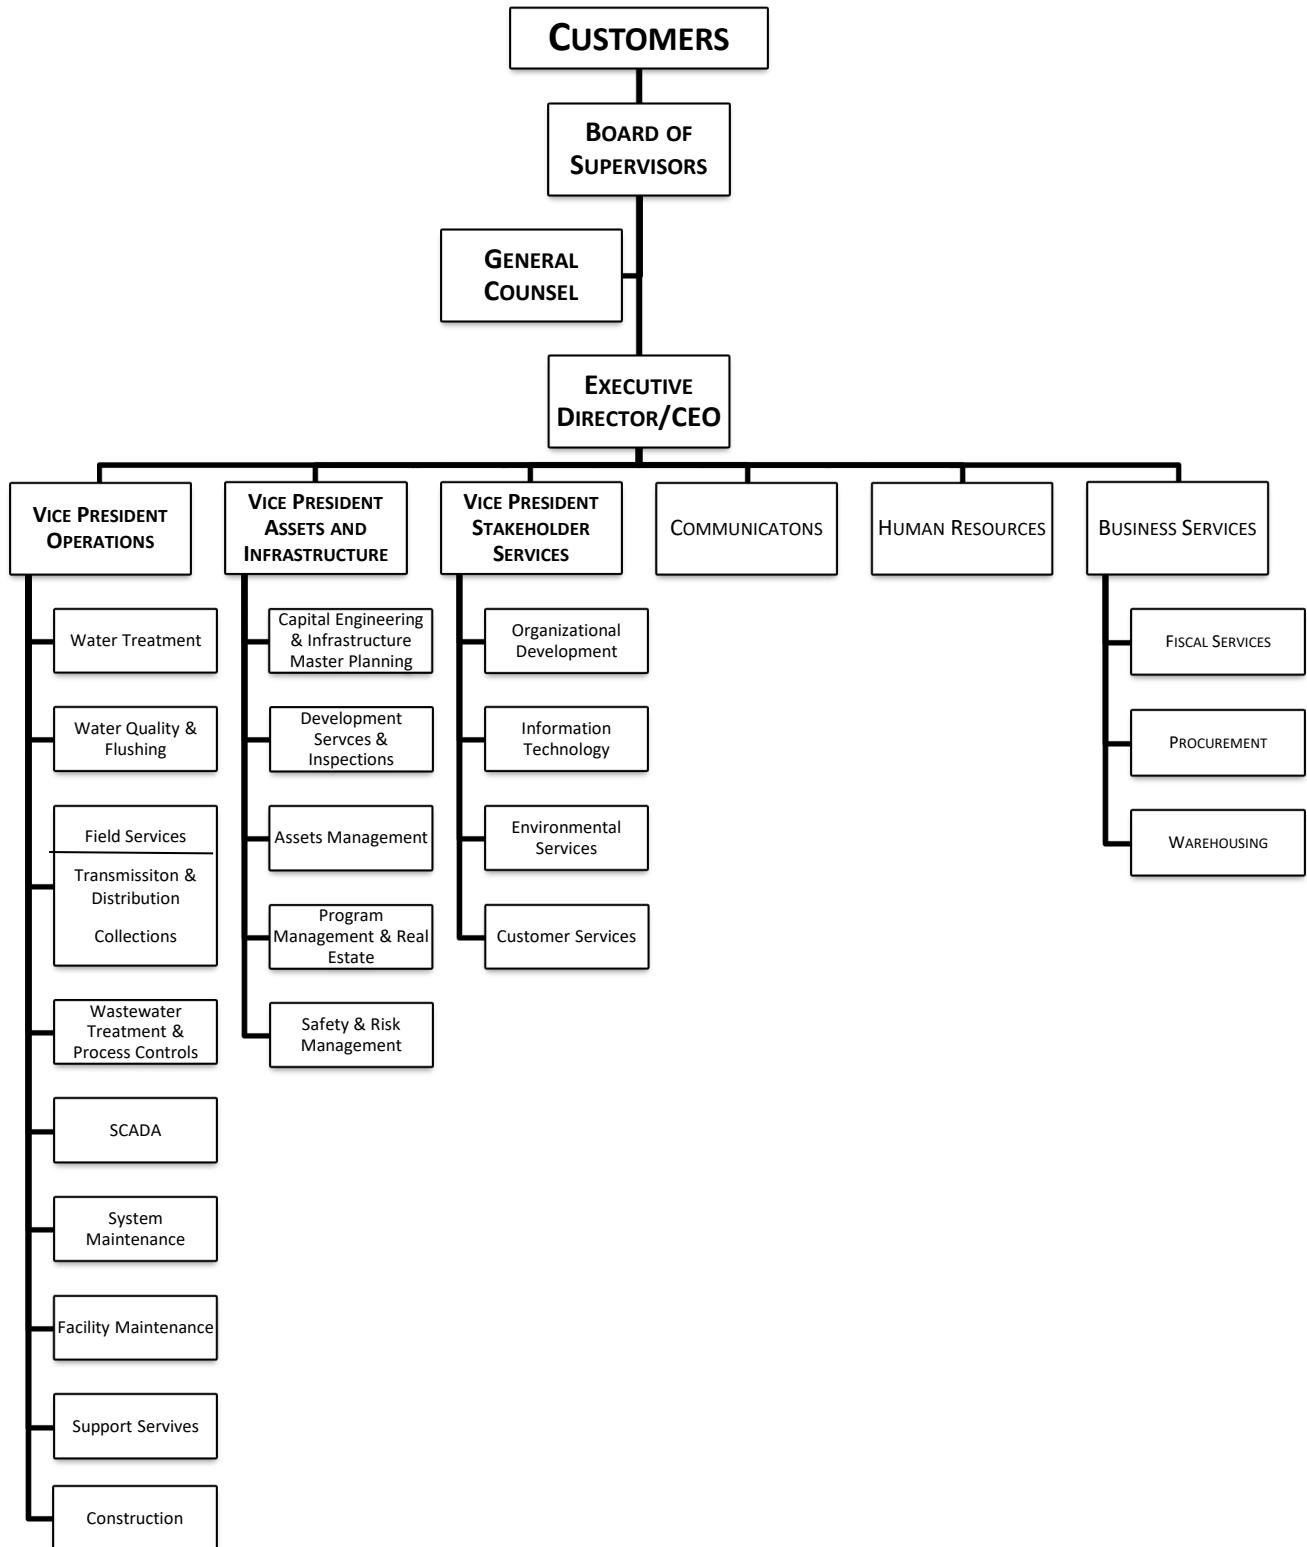 CUSTOMERS
BOARD OF
SUPERVISORS
GENERAL
COUNSEL
EXECUTIVE
DIRECTOR/CEO
VICE PRESIDENT
OPERATIONS
VICE PRESIDENT
ASSETS AND
INFRASTRUCTURE
VICE PRESIDENT
STAKEHOLDER
SERVICES
COMMUNICATONS
HUMAN RESOURCES
BUSINESS SERVICES
Water Treatment
Water Quality &
Flushing
Field Services
Transmissiton &
Distribution
Collections
Wastewater
Treatment &
Process Controls
SCADA
System
Maintenance
Facility Maintenance
Support Servives
Construction
Capital Engineering
& Infrastructure
Master Planning
Development
Servces &
Inspections
Assets Management
Program
Management & Real
Estate
Safety & Risk
Management
Organizational
Development
Information
Technology
Environmental
Services
Customer Services
FISCAL SERVICES
PROCUREMENT
WAREHOUSING